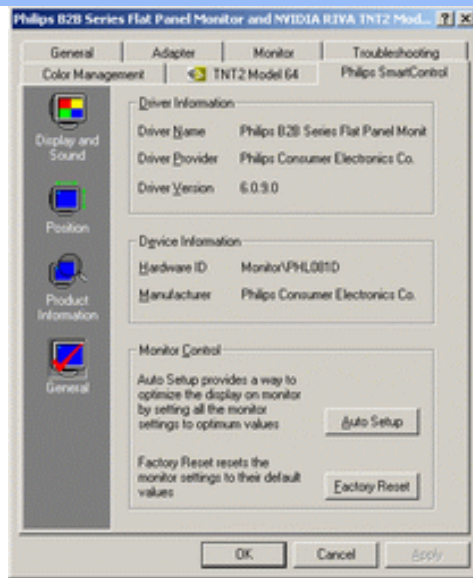 Philips B2B Series Flat Panel Monitor and NVIDIA RIVA TNT2 Mod...
General Adapter Monitor Troubleshooting
Color Management TNT2 Model 64 Philips SmartControl
Display and
Sound
Position
Product
Information
General
Driver Information
Driver Name Philips B2B Series Flat Panel Monit
Driver Provider Philips Consumer Electronics Co.
Driver Version 6.0.9.0
Device Information
Hardware ID Monitor\PHL081D
Manufacturer Philips Consumer Electronics Co.
Monitor Control
Auto Setup provides a way to
optimize the display on monitor
by setting all the monitor
settings to optimum values
Auto Setup
Factory Reset resets the
monitor settings to their default
values
Factory Reset
OK Cancel Apply